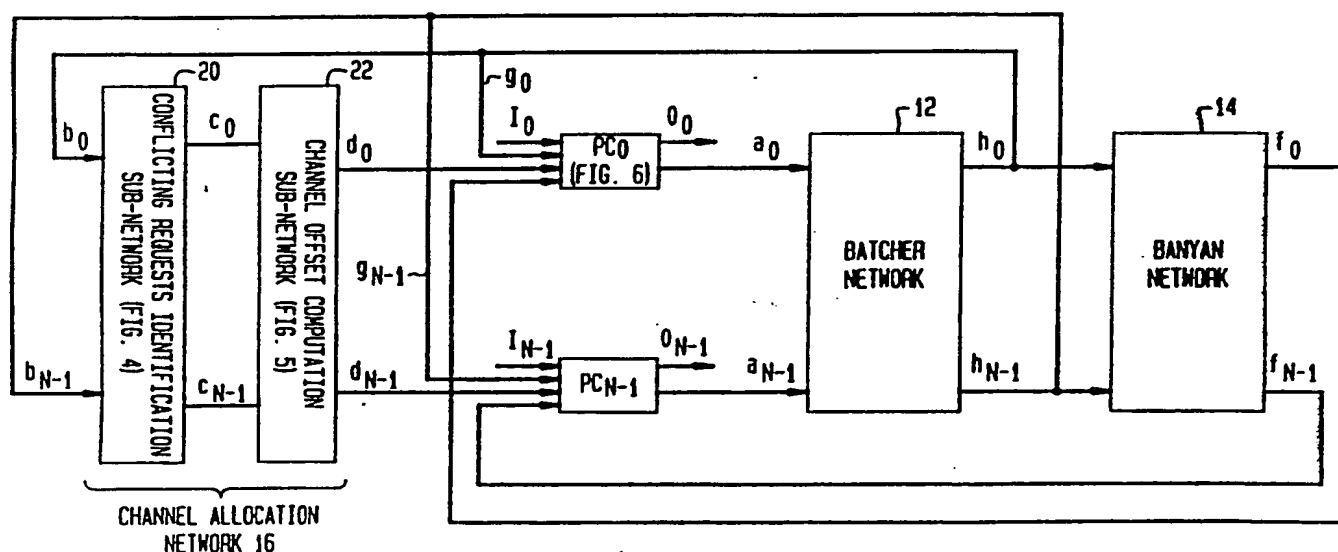 20
22
12
14
b0
c0
d0
g0
I0
O0
PC0
(FIG. 6)
a0
h0
f0
CONFLICTING REQUESTS IDENTIFICATION
SUB-NETWORK (FIG. 4)
CHANNEL OFFSET COMPUTATION
SUB-NETWORK (FIG. 5)
BATCHER
NETWORK
BANYAN
NETWORK
gN-1
bN-1
cN-1
dN-1
IN-1
ON-1
PCN-1
aN-1
hN-1
fN-1
CHANNEL ALLOCATION
NETWORK 16